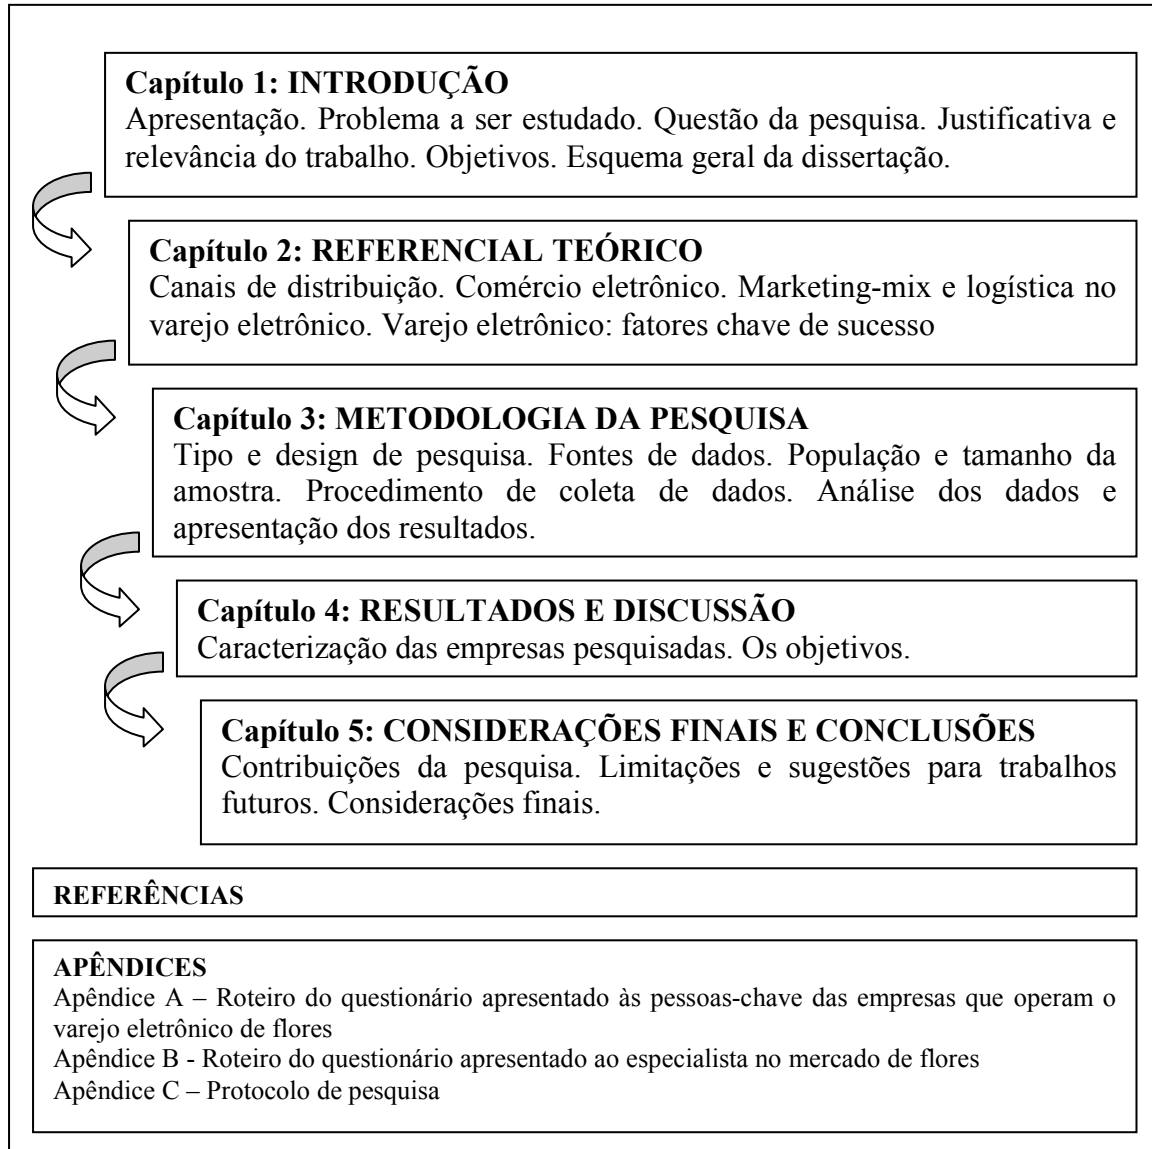 Capítulo 1: INTRODUÇÃO
Apresentação. Problema a ser estudado. Questão da pesquisa. Justificativa e
relevância do trabalho. Objetivos. Esquema geral da dissertação.
Capítulo 2: REFERENCIAL TEÓRICO
Canais de distribuição. Comércio eletrônico. Marketing-mix e logística no
varejo eletrônico. Varejo eletrônico: fatores chave de sucesso
Capítulo 3: METODOLOGIA DA PESQUISA
Tipo e design de pesquisa. Fontes de dados. População e tamanho da
amostra. Procedimento de coleta de dados. Análise dos dados e
apresentação dos resultados.
Capítulo 4: RESULTADOS E DISCUSSÃO
Caracterização das empresas pesquisadas. Os objetivos.
Capítulo 5: CONSIDERAÇÕES FINAIS E CONCLUSÕES
Contribuições da pesquisa. Limitações e sugestões para trabalhos
futuros. Considerações finais.
REFERÊNCIAS
APÊNDICES
Apêndice A – Roteiro do questionário apresentado às pessoas-chave das empresas que operam o
varejo eletrônico de flores
Apêndice B - Roteiro do questionário apresentado ao especialista no mercado de flores
Apêndice C – Protocolo de pesquisa